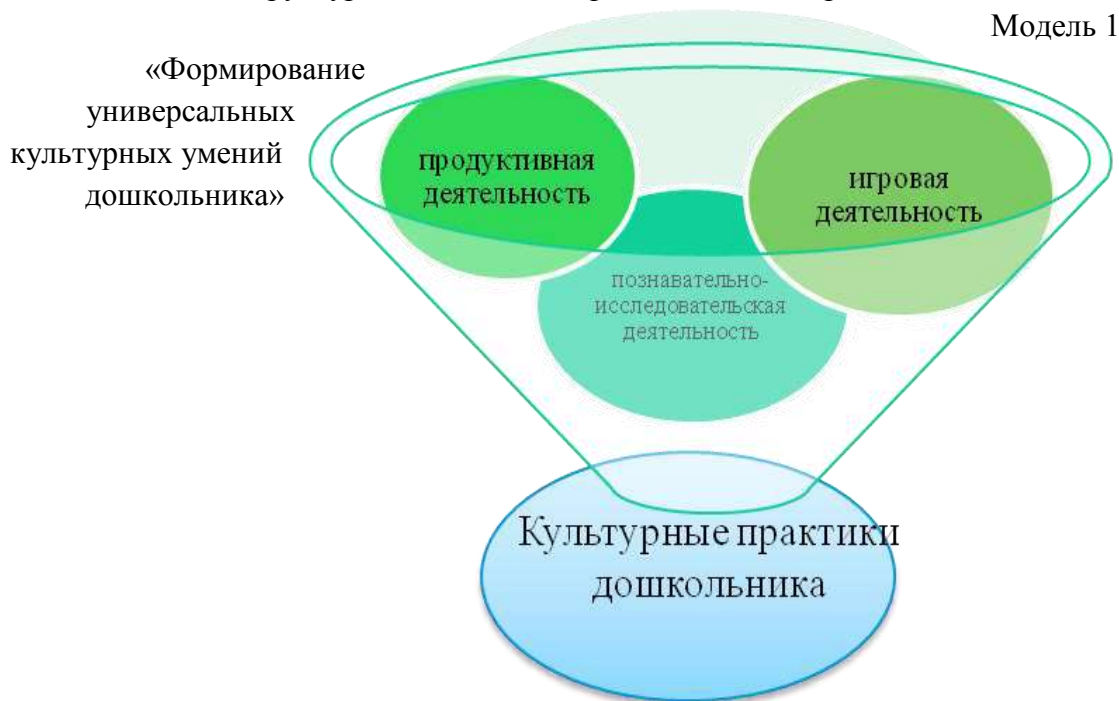 Модель 1
«Формирование
универсальных
культурных умений
дошкольника»
продуктивная
деятельность
игровая
деятельность
познавательно-
исследовательская
деятельность
Культурные практики
дошкольника